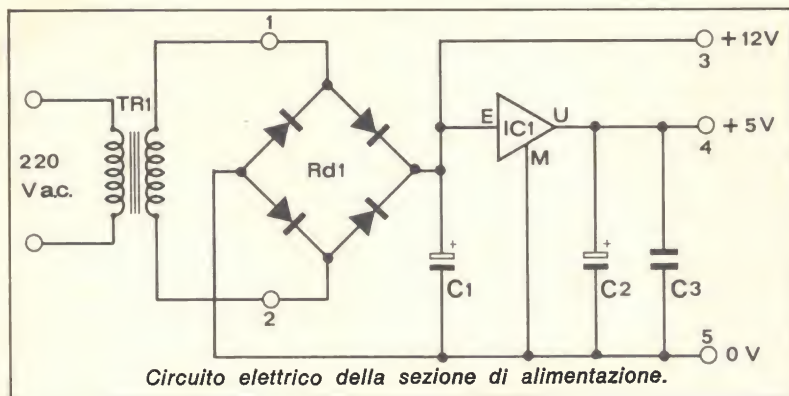 1
3
+ 12V
TR1
E
IC1
U
M
4
+ 5V
220
V a.c.
Rd1
+
C1
+
C2
C3
2
5
0 V
Circuito elettrico della sezione di alimentazione.